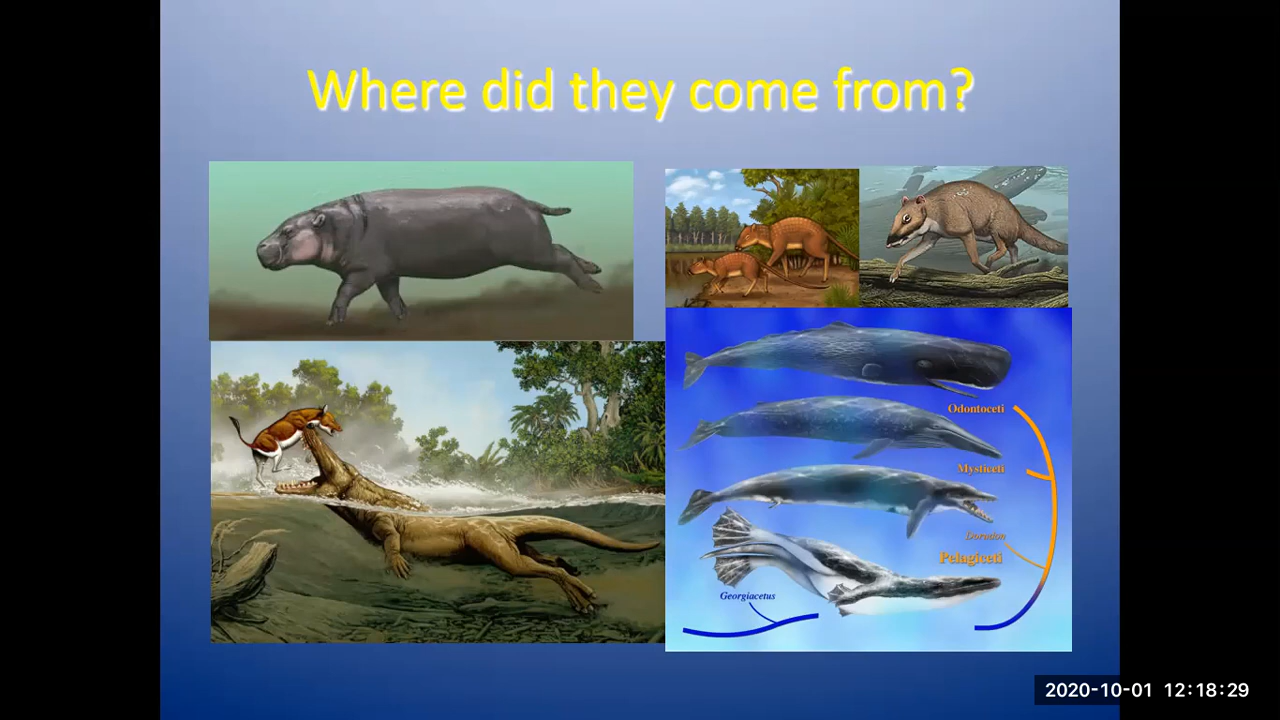 Where did they come from?
Odontoceti
Mysticeti
Dorudon
Pelagiceti
Georgiacetus
2020-10-01 12:18:29